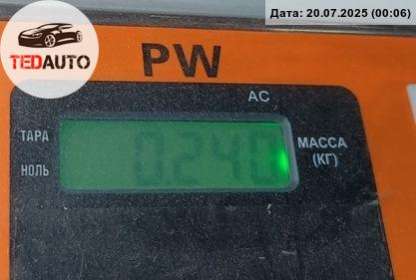 Дата: 20.07.2025 (00:06)
TEDAUTO
PW
AC
ТАРА
НОЛЬ
0.240
МАССА
(КГ)